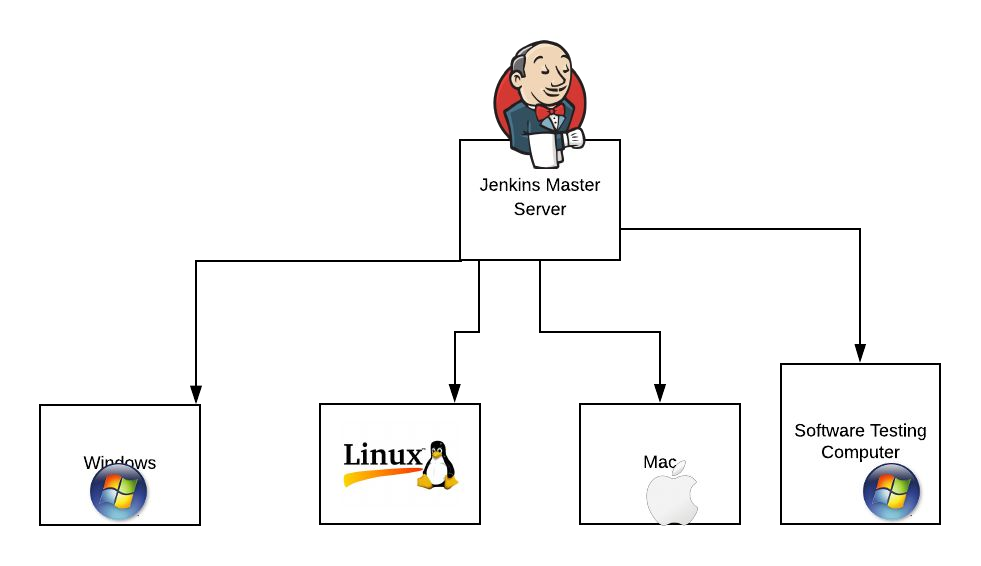 Jenkins Master
Server
Windows
Linux
Mac
Software Testing
Computer